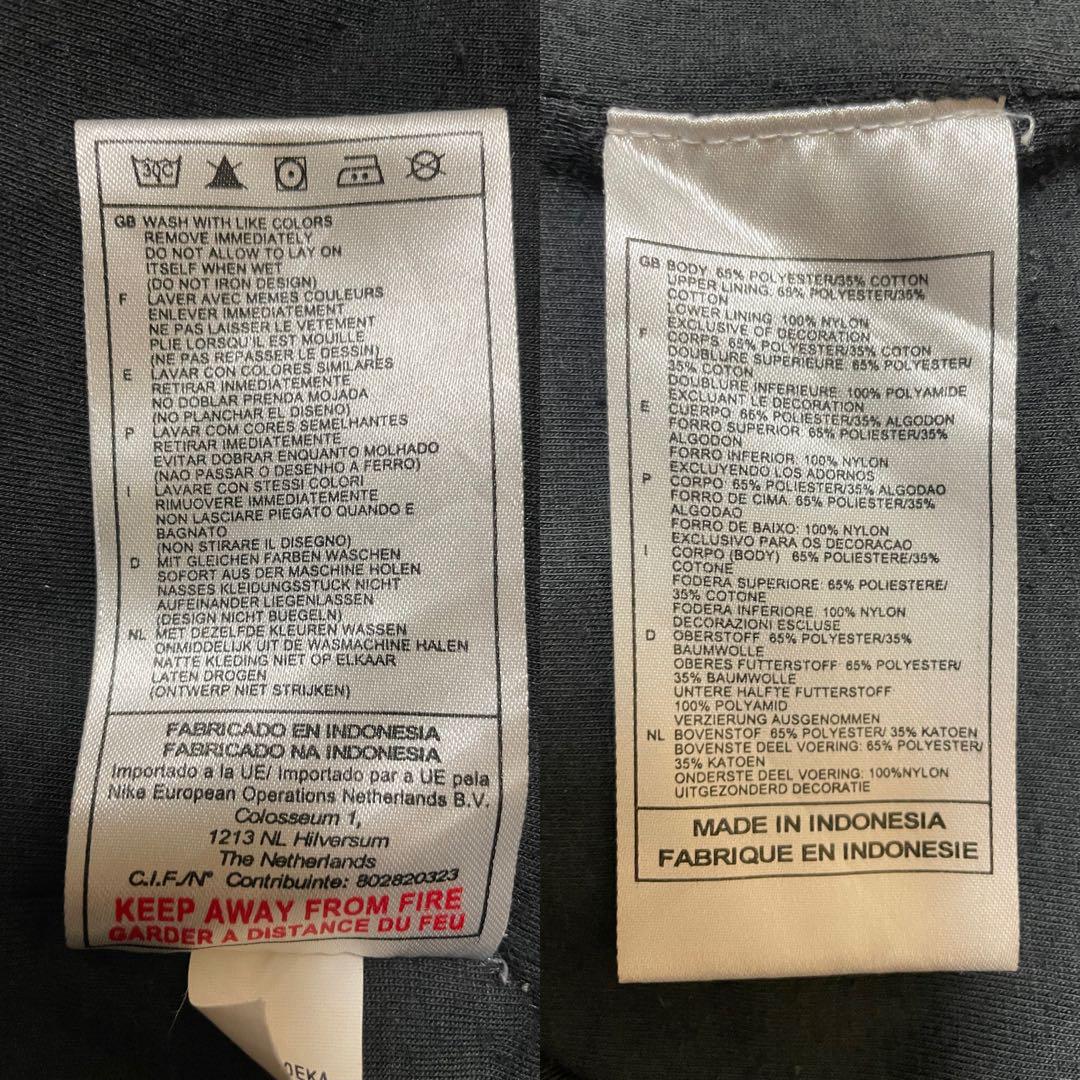 30C
GB WASH WITH LIKE COLORS
REMOVE IMMEDIATELY
DO NOT ALLOW TO LAY ON
ITSELF WHEN WET
(DO NOT IRON DESIGN)
F LAVER AVEC MEMES COULEURS
ENLEVER IMMEDIATEMENT
NE PAS LAISSER LE VETEMENT
PLIE LORSQU'IL EST MOUILLE
(NE PAS REPASSER LE DESSIN)
E LAVAR CON COLORES SIMILARES
RETIRAR INMEDIATEMENTE
NO DOBLAR PRENDA MOJADA
(NO PLANCHAR EL DISENO)
P LAVAR COM CORES SEMELHANTES
RETIRAR IMEDIATEMENTE
EVITAR DOBRAR ENQUANTO MOLHADO
(NAO PASSAR O DESENHO A FERRO)
I LAVARE CON STESSI COLORI
RIMUOVERE IMMEDIATEMENTE
NON LASCIARE PIEGATO QUANDO E
BAGNATO
(NON STIRARE IL DISEGNO)
D MIT GLEICHEN FARBEN WASCHEN
SOFORT AUS DER MASCHINE HOLEN
NASSES KLEIDUNGSSTUCK NICHT
AUFEINANDER LIEGENLASSEN
(DESIGN NICHT BUEGELN)
NL MET DEZELFDE KLEUREN WASSEN
ONMIDDELIJK UIT DE WASMACHINE HALEN
NATTE KLEDING NIET OP ELKAAR
LATEN DROGEN
(ONTWERP NIET STRIJKEN)
FABRICADO EN INDONESIA
FABRICADO NA INDONESIA
Importado a la UE/ Importado par a UE pela
Nike European Operations Netherlands B.V.
Colosseum 1,
1213 NL Hilversum
The Netherlands
C.I.F./N° Contribuinte: 802820323
KEEP AWAY FROM FIRE
GARDER A DISTANCE DU FEU
GB BODY: 65% POLYESTER/35% COTTON
UPPER LINING: 65% POLYESTER/35%
COTTON
LOWER LINING: 100% NYLON
EXCLUSIVE OF DECORATION
F CORPS: 65% POLYESTER/35% COTON
DOUBLURE SUPERIEURE: 65% POLYESTER/
35% COTON
DOUBLURE INFERIEURE: 100% POLYAMIDE
EXCLUANT LE DECORATION
E CUERPO: 65% POLIESTER/35% ALGODON
FORRO SUPERIOR: 65% POLIESTER/35%
ALGODON
FORRO INFERIOR: 100% NYLON
EXCLUYENDO LOS ADORNOS
P CORPO: 65% POLIESTER/35% ALGODAO
FORRO DE CIMA: 65% POLIESTER/35%
ALGODAO
FORRO DE BAIXO: 100% NYLON
EXCLUSIVO PARA OS DECORACAO
I CORPO (BODY): 65% POLIESTERE/35%
COTONE
FODERA SUPERIORE: 65% POLIESTERE/
35% COTONE
FODERA INFERIORE: 100% NYLON
DECORAZIONI ESCLUSE
D OBERSTOFF: 65% POLYESTER/35%
BAUMWOLLE
OBERES FUTTERSTOFF: 65% POLYESTER/
35% BAUMWOLLE
UNTERE HALFTE FUTTERSTOFF
100% POLYAMID
VERZIERUNG AUSGENOMMEN
NL BOVENSTOF: 65% POLYESTER/ 35% KATOEN
BOVENSTE DEEL VOERING: 65% POLYESTER/
35% KATOEN
ONDERSTE DEEL VOERING: 100%NYLON
UITGEZONDERD DECORATIE
MADE IN INDONESIA
FABRIQUE EN INDONESIE